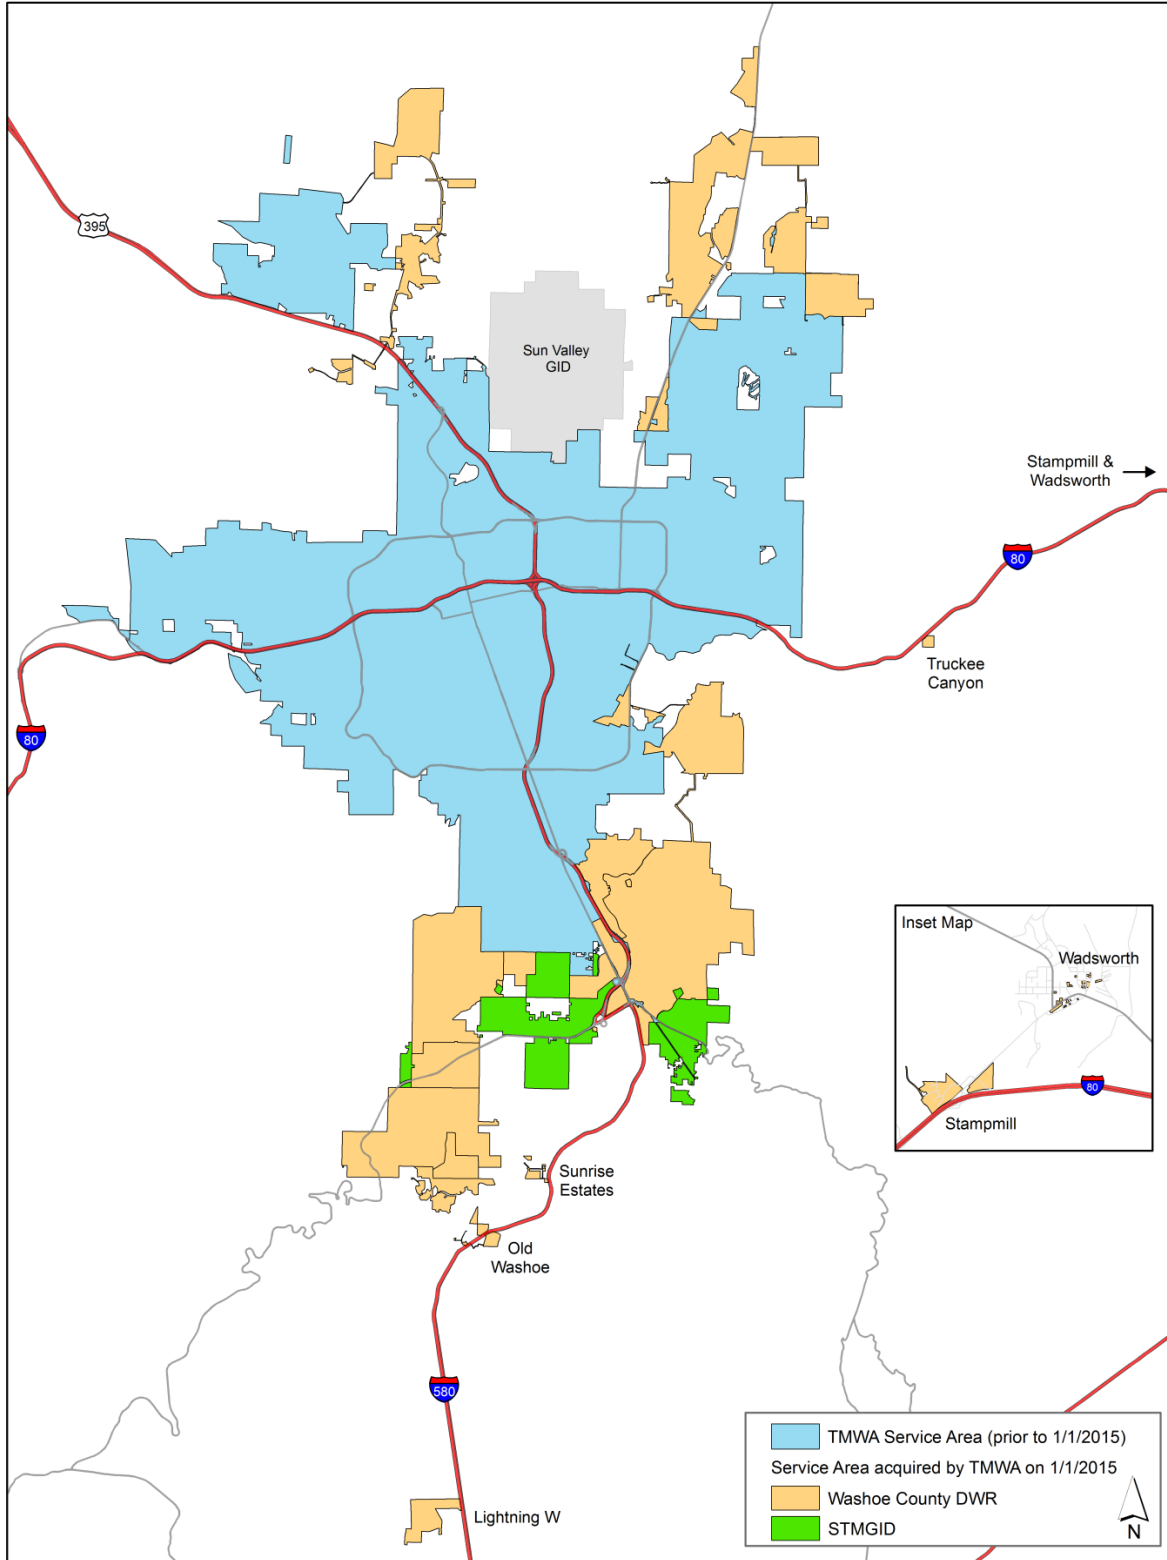 395
Sun Valley
GID
Stampmill &
Wadsworth
80
Truckee
Canyon
80
Inset Map
Wadsworth
80
Stampmill
Sunrise
Estates
Old
Washoe
580
Lightning W
TMWA Service Area (prior to 1/1/2015)
Service Area acquired by TMWA on 1/1/2015
Washoe County DWR
STMGID
N